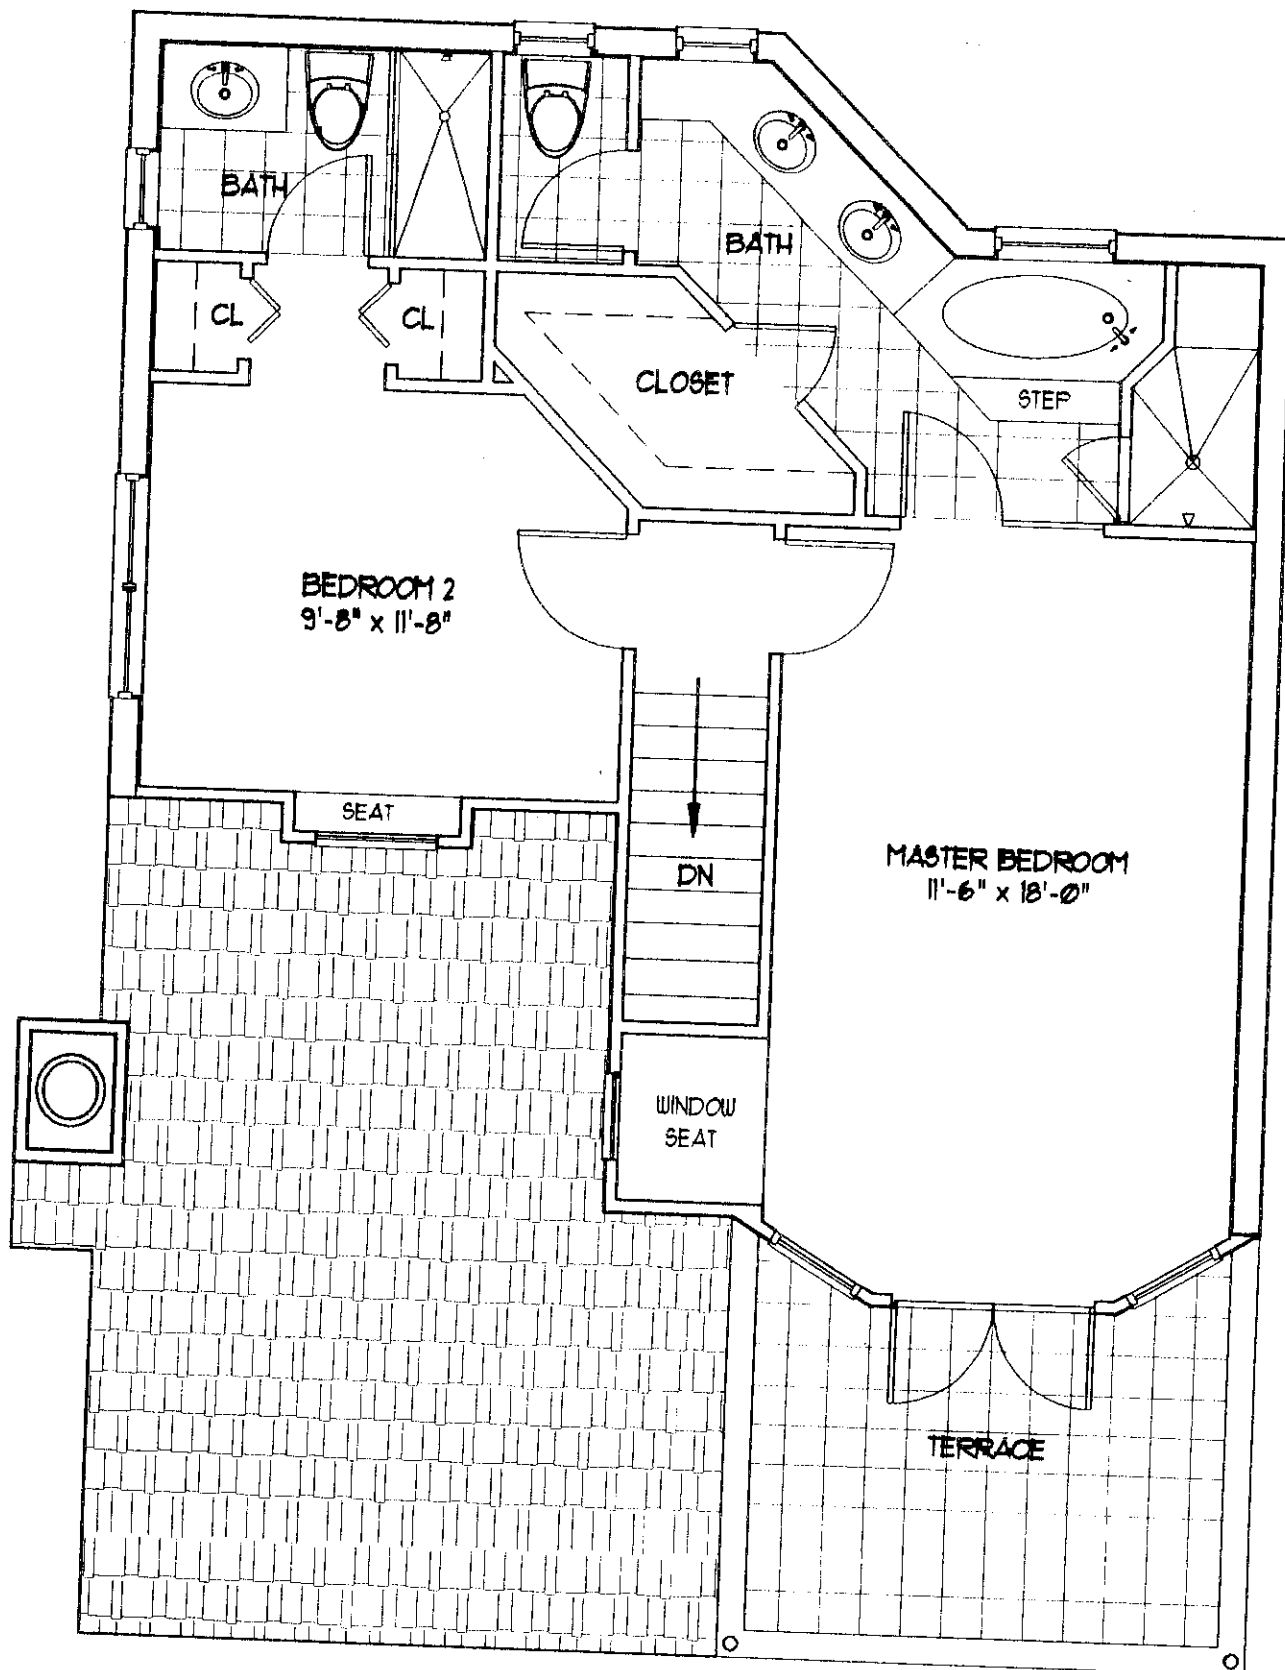 BATH
BATH
CL
CL
CLOSET
STEP
BEDROOM 2
9'-8" x 11'-8"
SEAT
DN
MASTER BEDROOM
11'-6" x 18'-0"
WINDOW
SEAT
TERRACE